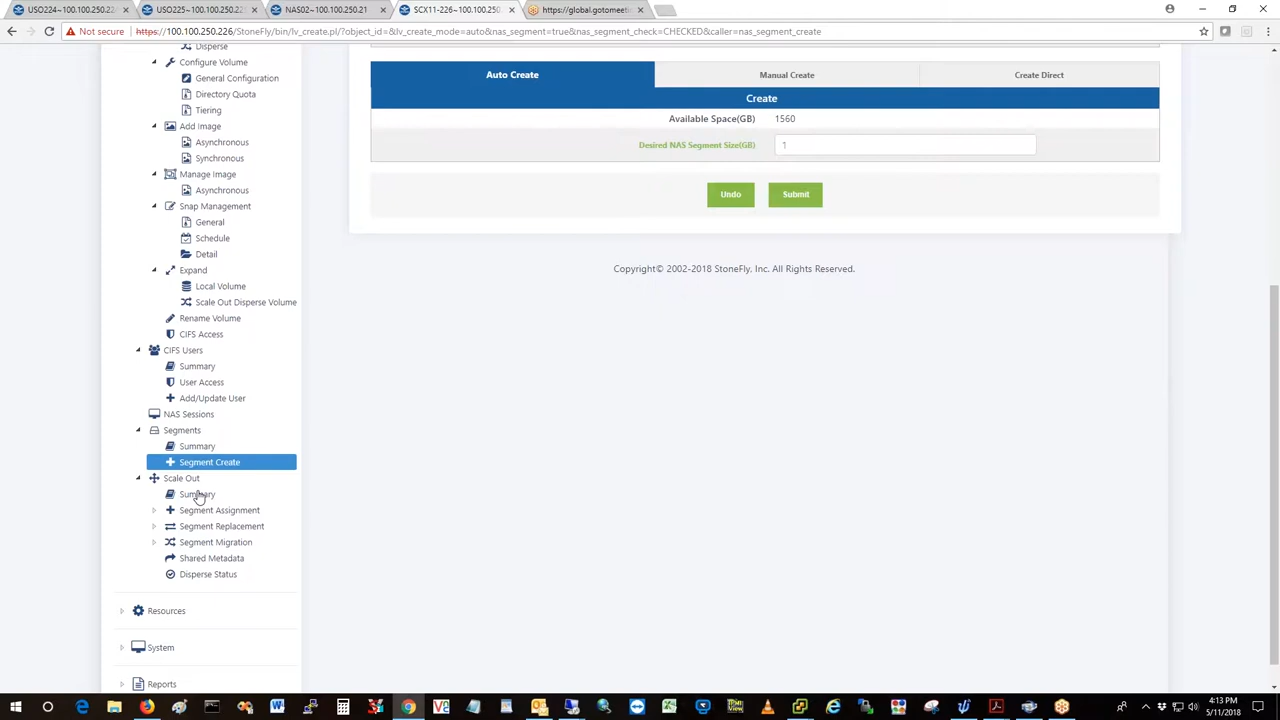 USO224~100.100.250.224
USO225~100.100.250.225
NAS02~100.100.250.21
SCX11-226~100.100.250.
https://global.gotomeeti
Not secure
https://100.100.250.226/StoneFly/bin/lv_create.pl/?object_id=&lv_create_mode=auto&nas_segment=true&nas_segment_check=CHECKED&caller=nas_segment_create
Disperse
Configure Volume
General Configuration
Directory Quota
Tiering
Add Image
Asynchronous
Synchronous
Manage Image
Asynchronous
Snap Management
General
Schedule
Detail
Expand
Local Volume
Scale Out Disperse Volume
Rename Volume
CIFS Access
CIFS Users
Summary
User Access
Add/Update User
NAS Sessions
Segments
Summary
Segment Create
Scale Out
Summary
Segment Assignment
Segment Replacement
Segment Migration
Shared Metadata
Disperse Status
Resources
System
Reports
Auto Create
Manual Create
Create Direct
Create
Available Space(GB) 1560
Desired NAS Segment Size(GB) 1
Undo
Submit
Copyright© 2002-2018 StoneFly, Inc. All Rights Reserved.
4:13 PM
5/11/2018